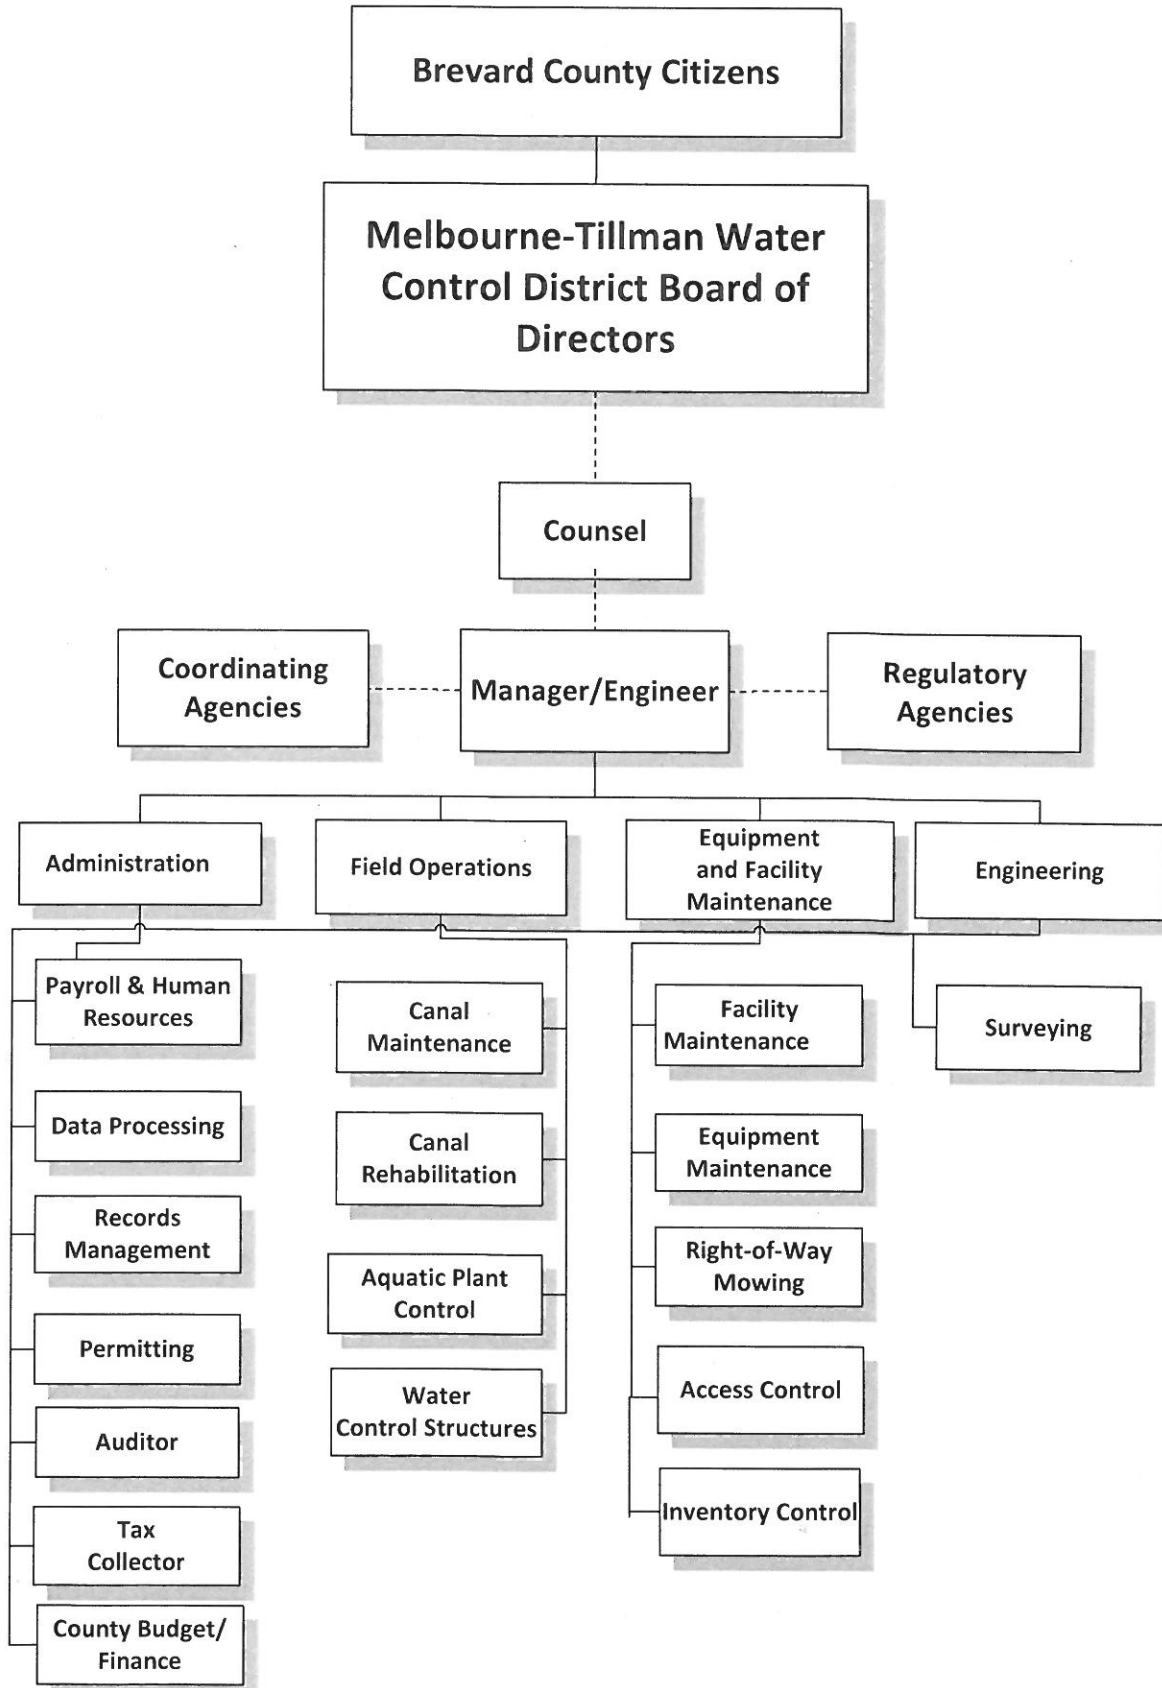 Brevard County Citizens
Melbourne-Tillman Water
Control District Board of
Directors
Counsel
Coordinating
Agencies
Manager/Engineer
Regulatory
Agencies
Administration
Field Operations
Equipment
and Facility
Maintenance
Engineering
Payroll & Human
Resources
Data Processing
Records
Management
Permitting
Auditor
Tax
Collector
County Budget/
Finance
Canal
Maintenance
Canal
Rehabilitation
Aquatic Plant
Control
Water
Control Structures
Facility
Maintenance
Equipment
Maintenance
Right-of-Way
Mowing
Access Control
Inventory Control
Surveying